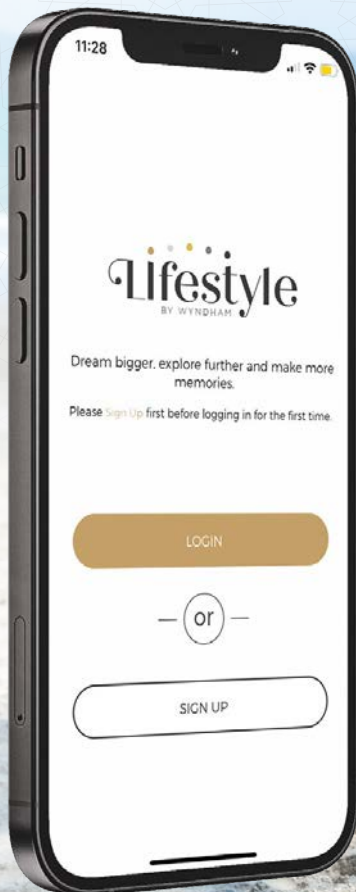 11:28
Lifestyle
BY WYNDHAM
Dream bigger. explore further and make more
memories.
Please Sign Up first before logging in for the first time.
LOGIN
or
SIGN UP